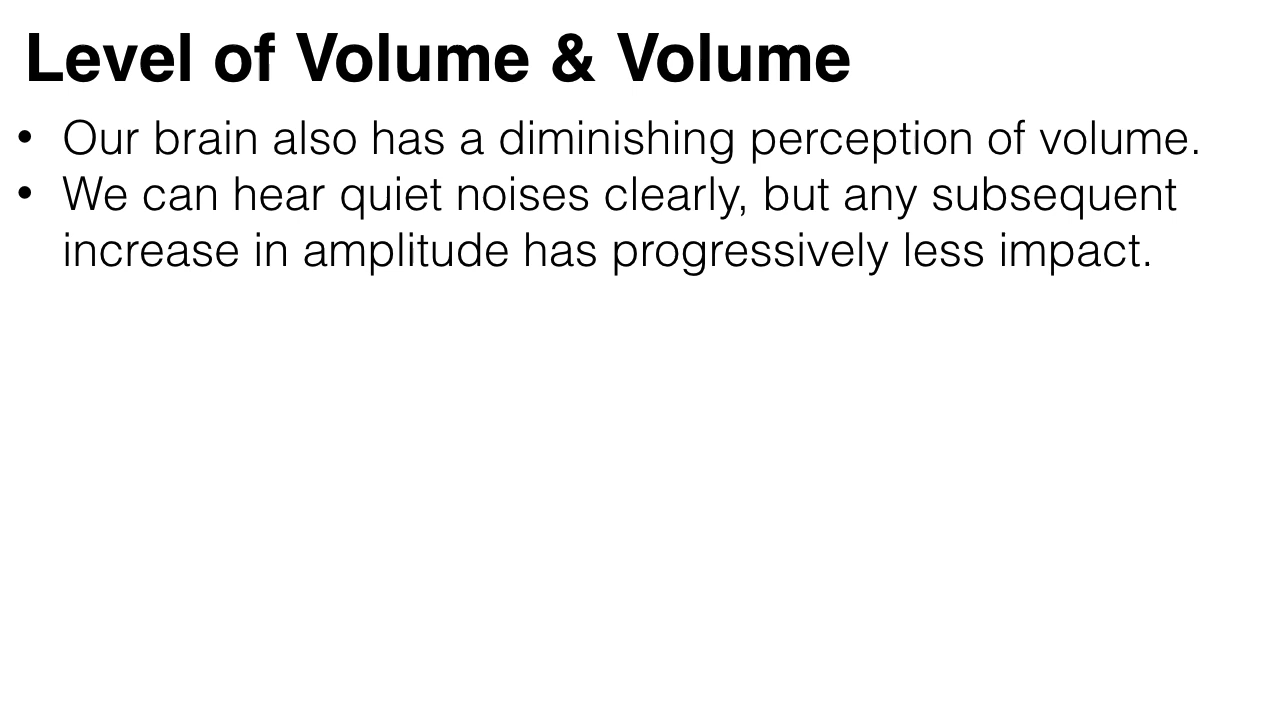 Level of Volume & Volume
• Our brain also has a diminishing perception of volume.
• We can hear quiet noises clearly, but any subsequent
increase in amplitude has progressively less impact.